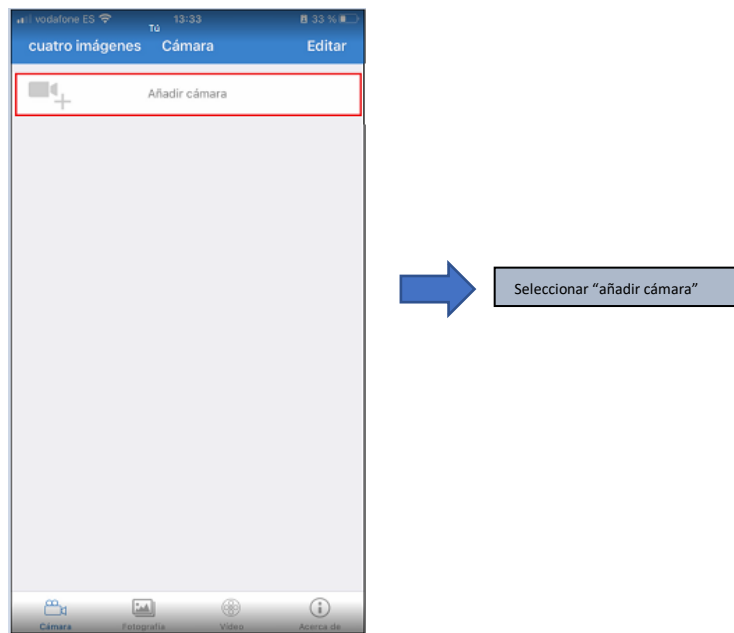 vodafone ES 13:33 33 %
Tú
cuatro imágenes Cámara Editar
Añadir cámara
Seleccionar “añadir cámara”
Cámara Fotografía Vídeo Acerca de